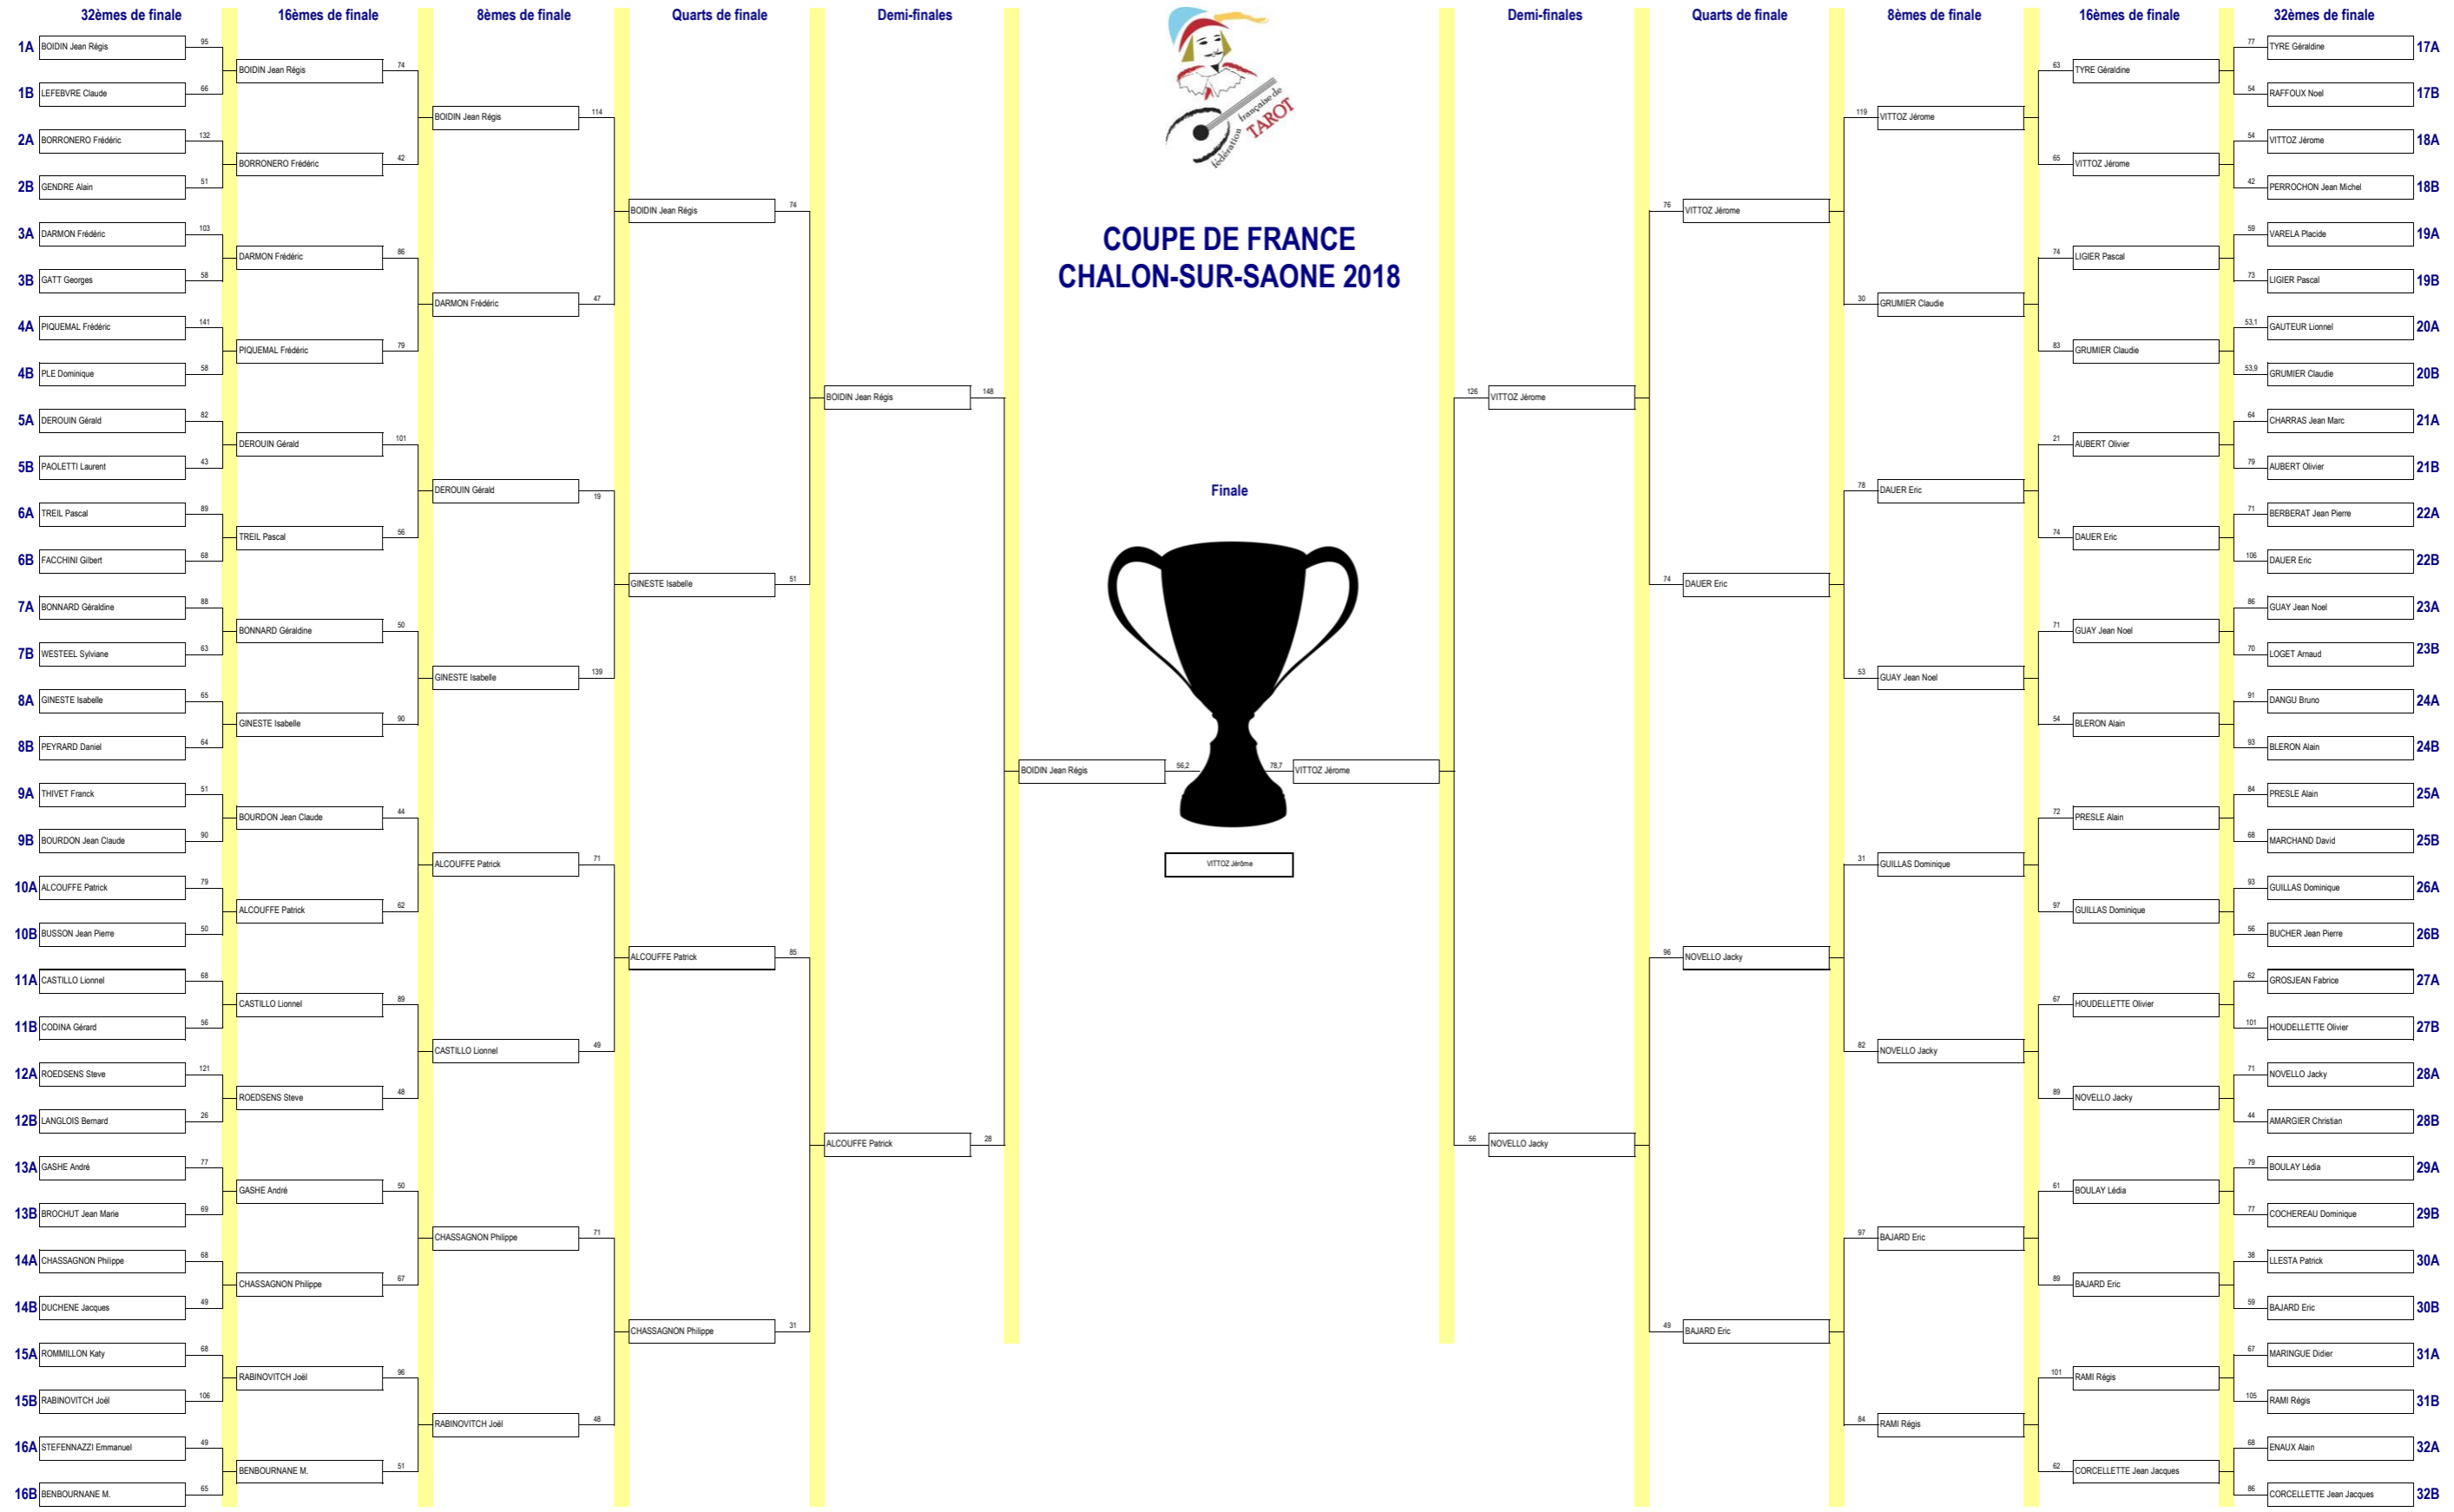 32èmes de finale
16èmes de finale
8èmes de finale
Quarts de finale
Demi-finales
Demi-finales
Quarts de finale
8èmes de finale
16èmes de finale
32èmes de finale
fédération française de
TAROT
COUPE DE FRANCE
CHALON-SUR-SAONE 2018
Finale
1A BOIDIN Jean Régis 95
1B LEFEBVRE Claude 66
2A BORRONERO Frédéric 132
2B GENDRE Alain 51
3A DARMON Frédéric 103
3B GATT Georges 58
4A PIQUEMAL Frédéric 141
4B PLE Dominique 58
5A DEROUIN Gérald 82
5B PAOLETTI Laurent 43
6A TREIL Pascal 89
6B FACCHINI Gilbert 68
7A BONNARD Géraldine 88
7B WESTEEL Sylviane 63
8A GINESTE Isabelle 65
8B PEYRARD Daniel 64
9A THIVET Franck 51
9B BOURDON Jean Claude 90
10A ALCOUFFE Patrick 79
10B BUSSON Jean Pierre 50
11A CASTILLO Lionnel 68
11B CODINA Gérard 56
12A ROEDSENS Steve 121
12B LANGLOIS Bernard 26
13A GASHE André 77
13B BROCHUT Jean Marie 69
14A CHASSAGNON Philippe 68
14B DUCHENE Jacques 49
15A ROMMILLON Katy 68
15B RABINOVITCH Joël 106
16A STEFENNAZZI Emmanuel 49
16B BENBOURNANE M. 65
BOIDIN Jean Régis 74
BORRONERO Frédéric 42
DARMON Frédéric 86
PIQUEMAL Frédéric 79
DEROUIN Gérald 101
TREIL Pascal 56
BONNARD Géraldine 50
GINESTE Isabelle 90
BOURDON Jean Claude 44
ALCOUFFE Patrick 62
CASTILLO Lionnel 89
ROEDSENS Steve 48
GASHE André 50
CHASSAGNON Philippe 67
RABINOVITCH Joël 96
BENBOURNANE M. 51
BOIDIN Jean Régis 114
DARMON Frédéric 47
DEROUIN Gérald 19
GINESTE Isabelle 139
ALCOUFFE Patrick 71
CASTILLO Lionnel 49
CHASSAGNON Philippe 71
RABINOVITCH Joël 48
BOIDIN Jean Régis 74
GINESTE Isabelle 51
ALCOUFFE Patrick 85
CHASSAGNON Philippe 31
BOIDIN Jean Régis 148
ALCOUFFE Patrick 28
BOIDIN Jean Régis 56,2
78,7 VITTOZ Jérome
VITTOZ Jérôme
126 VITTOZ Jérome
56 NOVELLO Jacky
76 VITTOZ Jérome
74 DAUER Eric
96 NOVELLO Jacky
49 BAJARD Eric
119 VITTOZ Jérome
30 GRUMIER Claudie
78 DAUER Eric
53 GUAY Jean Noel
31 GUILLAS Dominique
82 NOVELLO Jacky
97 BAJARD Eric
84 RAMI Régis
63 TYRE Géraldine
65 VITTOZ Jérome
74 LIGIER Pascal
83 GRUMIER Claudie
21 AUBERT Olivier
74 DAUER Eric
71 GUAY Jean Noel
54 BLERON Alain
72 PRESLE Alain
97 GUILLAS Dominique
67 HOUDELLETTE Olivier
89 NOVELLO Jacky
61 BOULAY Lédia
89 BAJARD Eric
101 RAMI Régis
62 CORCELLETTE Jean Jacques
77 TYRE Géraldine 17A
54 RAFFOUX Noel 17B
54 VITTOZ Jérome 18A
42 PERROCHON Jean Michel 18B
59 VARELA Placide 19A
73 LIGIER Pascal 19B
53,1 GAUTEUR Lionnel 20A
53,9 GRUMIER Claudie 20B
64 CHARRAS Jean Marc 21A
79 AUBERT Olivier 21B
71 BERBERAT Jean Pierre 22A
106 DAUER Eric 22B
86 GUAY Jean Noel 23A
70 LOGET Arnaud 23B
91 DANGU Bruno 24A
93 BLERON Alain 24B
84 PRESLE Alain 25A
68 MARCHAND David 25B
93 GUILLAS Dominique 26A
56 BUCHER Jean Pierre 26B
62 GROSJEAN Fabrice 27A
101 HOUDELLETTE Olivier 27B
71 NOVELLO Jacky 28A
44 AMARGIER Christian 28B
79 BOULAY Lédia 29A
77 COCHEREAU Dominique 29B
38 LLESTA Patrick 30A
59 BAJARD Eric 30B
67 MARINGUE Didier 31A
105 RAMI Régis 31B
68 ENAUX Alain 32A
86 CORCELLETTE Jean Jacques 32B